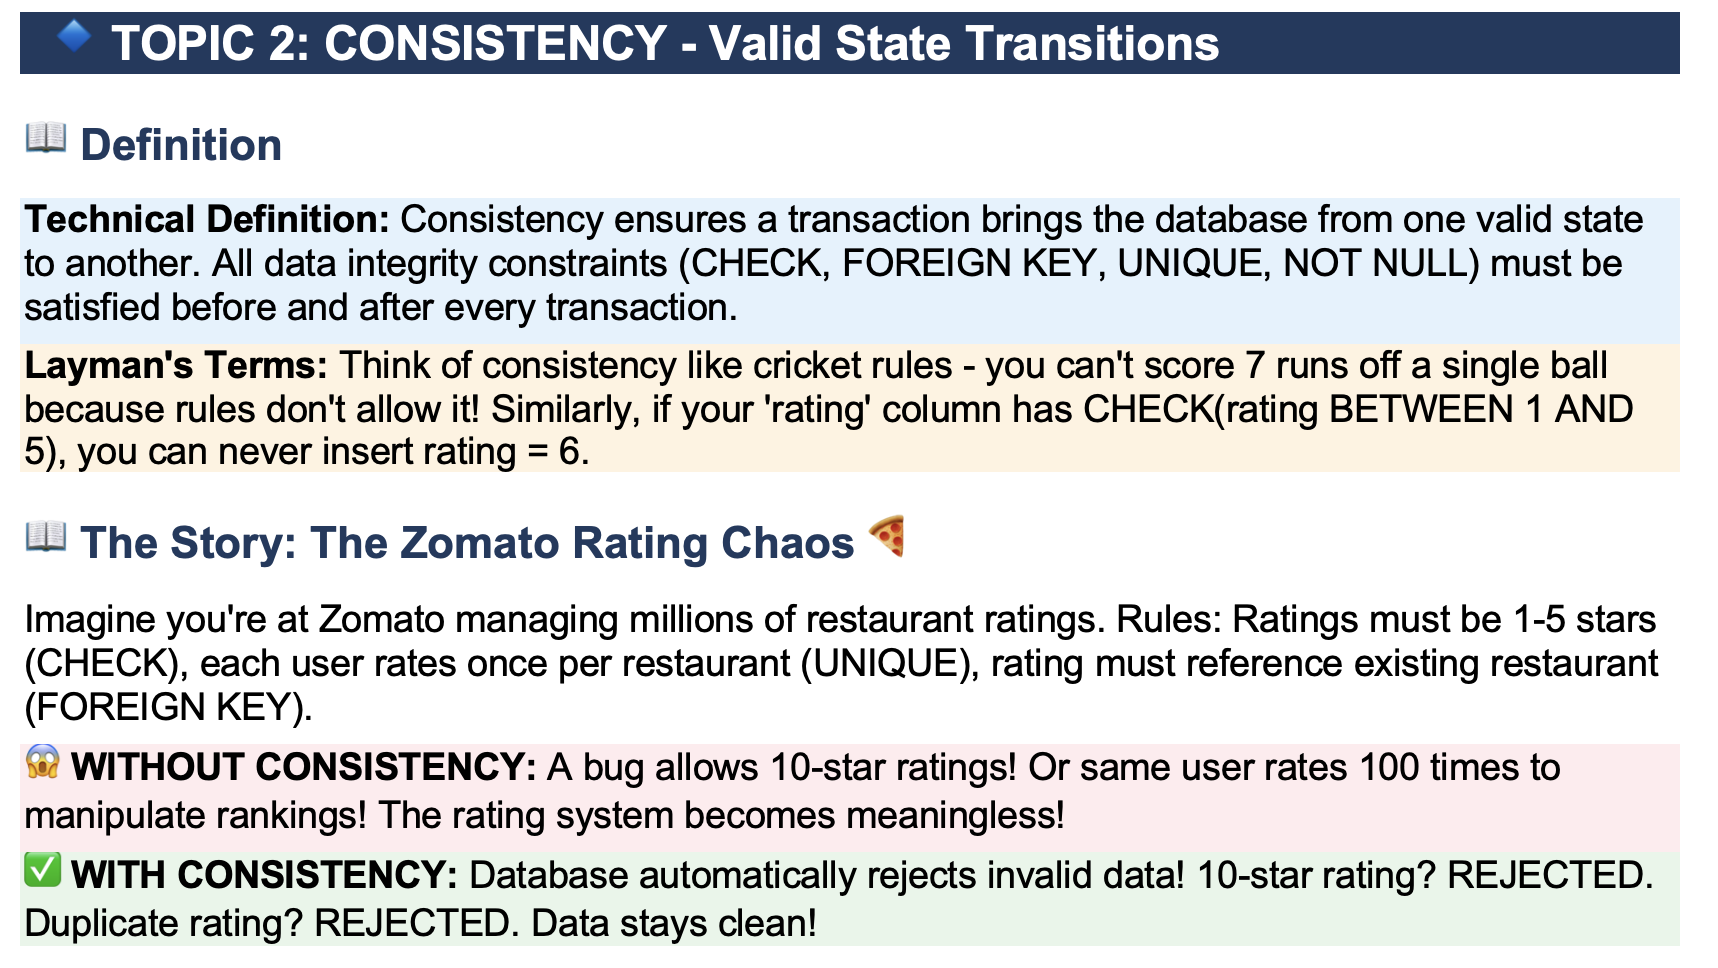 🔹 TOPIC 2: CONSISTENCY - Valid State Transitions
📖 Definition
Technical Definition: Consistency ensures a transaction brings the database from one valid state
to another. All data integrity constraints (CHECK, FOREIGN KEY, UNIQUE, NOT NULL) must be
satisfied before and after every transaction.
Layman's Terms: Think of consistency like cricket rules - you can't score 7 runs off a single ball
because rules don't allow it! Similarly, if your 'rating' column has CHECK(rating BETWEEN 1 AND
5), you can never insert rating = 6.
📖 The Story: The Zomato Rating Chaos 🍕
Imagine you're at Zomato managing millions of restaurant ratings. Rules: Ratings must be 1-5 stars
(CHECK), each user rates once per restaurant (UNIQUE), rating must reference existing restaurant
(FOREIGN KEY).
😱 WITHOUT CONSISTENCY: A bug allows 10-star ratings! Or same user rates 100 times to
manipulate rankings! The rating system becomes meaningless!
✅ WITH CONSISTENCY: Database automatically rejects invalid data! 10-star rating? REJECTED.
Duplicate rating? REJECTED. Data stays clean!